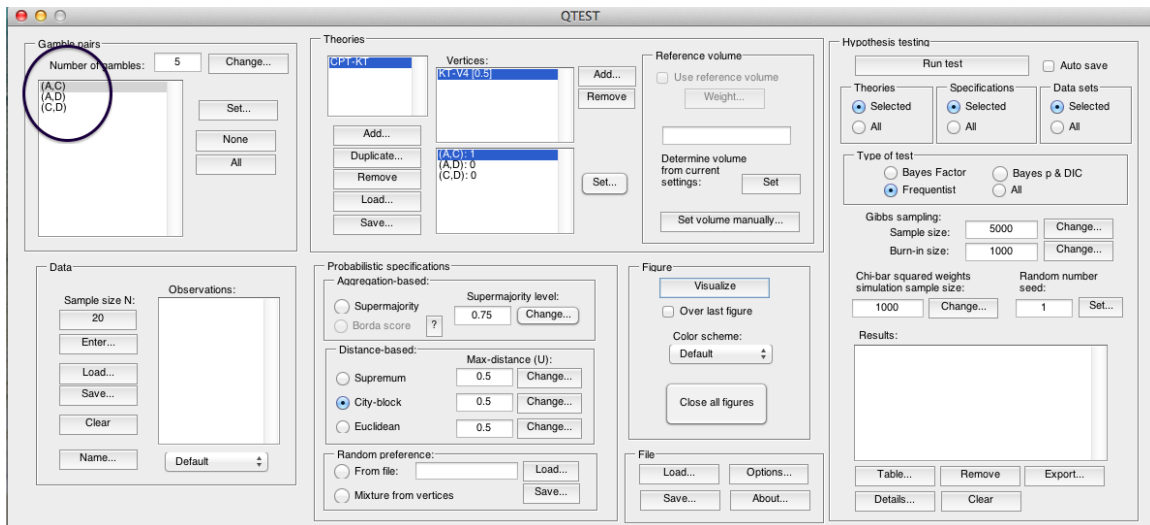 QTEST
Gamble pairs
Number of gambles: 5 Change...
(A,C)
(A,D)
(C,D)
Set...
None
All
Theories
CPT-KT
Add...
Duplicate...
Remove
Load...
Save...
Vertices:
KT-V4 [0.5]
Add...
Remove
(A,C): 1
(A,D): 0
(C,D): 0
Set...
Reference volume
Use reference volume
Weight...
Determine volume
from current
settings: Set
Set volume manually...
Hypothesis testing
Run test Auto save
Theories
Selected
All
Specifications
Selected
All
Data sets
Selected
All
Type of test
Bayes Factor Bayes p & DIC
Frequentist All
Gibbs sampling:
Sample size: 5000 Change...
Burn-in size: 1000 Change...
Chi-bar squared weights
simulation sample size:
1000 Change...
Random number
seed:
1 Set...
Results:
Table... Remove Export...
Details... Clear
Data
Sample size N:
20
Enter...
Load...
Save...
Clear
Name...
Observations:
Default
Probabilistic specifications
Aggregation-based:
Supermajority
Borda score ?
Supermajority level:
0.75 Change...
Distance-based:
Max-distance (U):
Supremum 0.5 Change...
City-block 0.5 Change...
Euclidean 0.5 Change...
Random preference:
From file: Load...
Mixture from vertices Save...
Figure
Visualize
Over last figure
Color scheme:
Default
Close all figures
File
Load... Options...
Save... About...